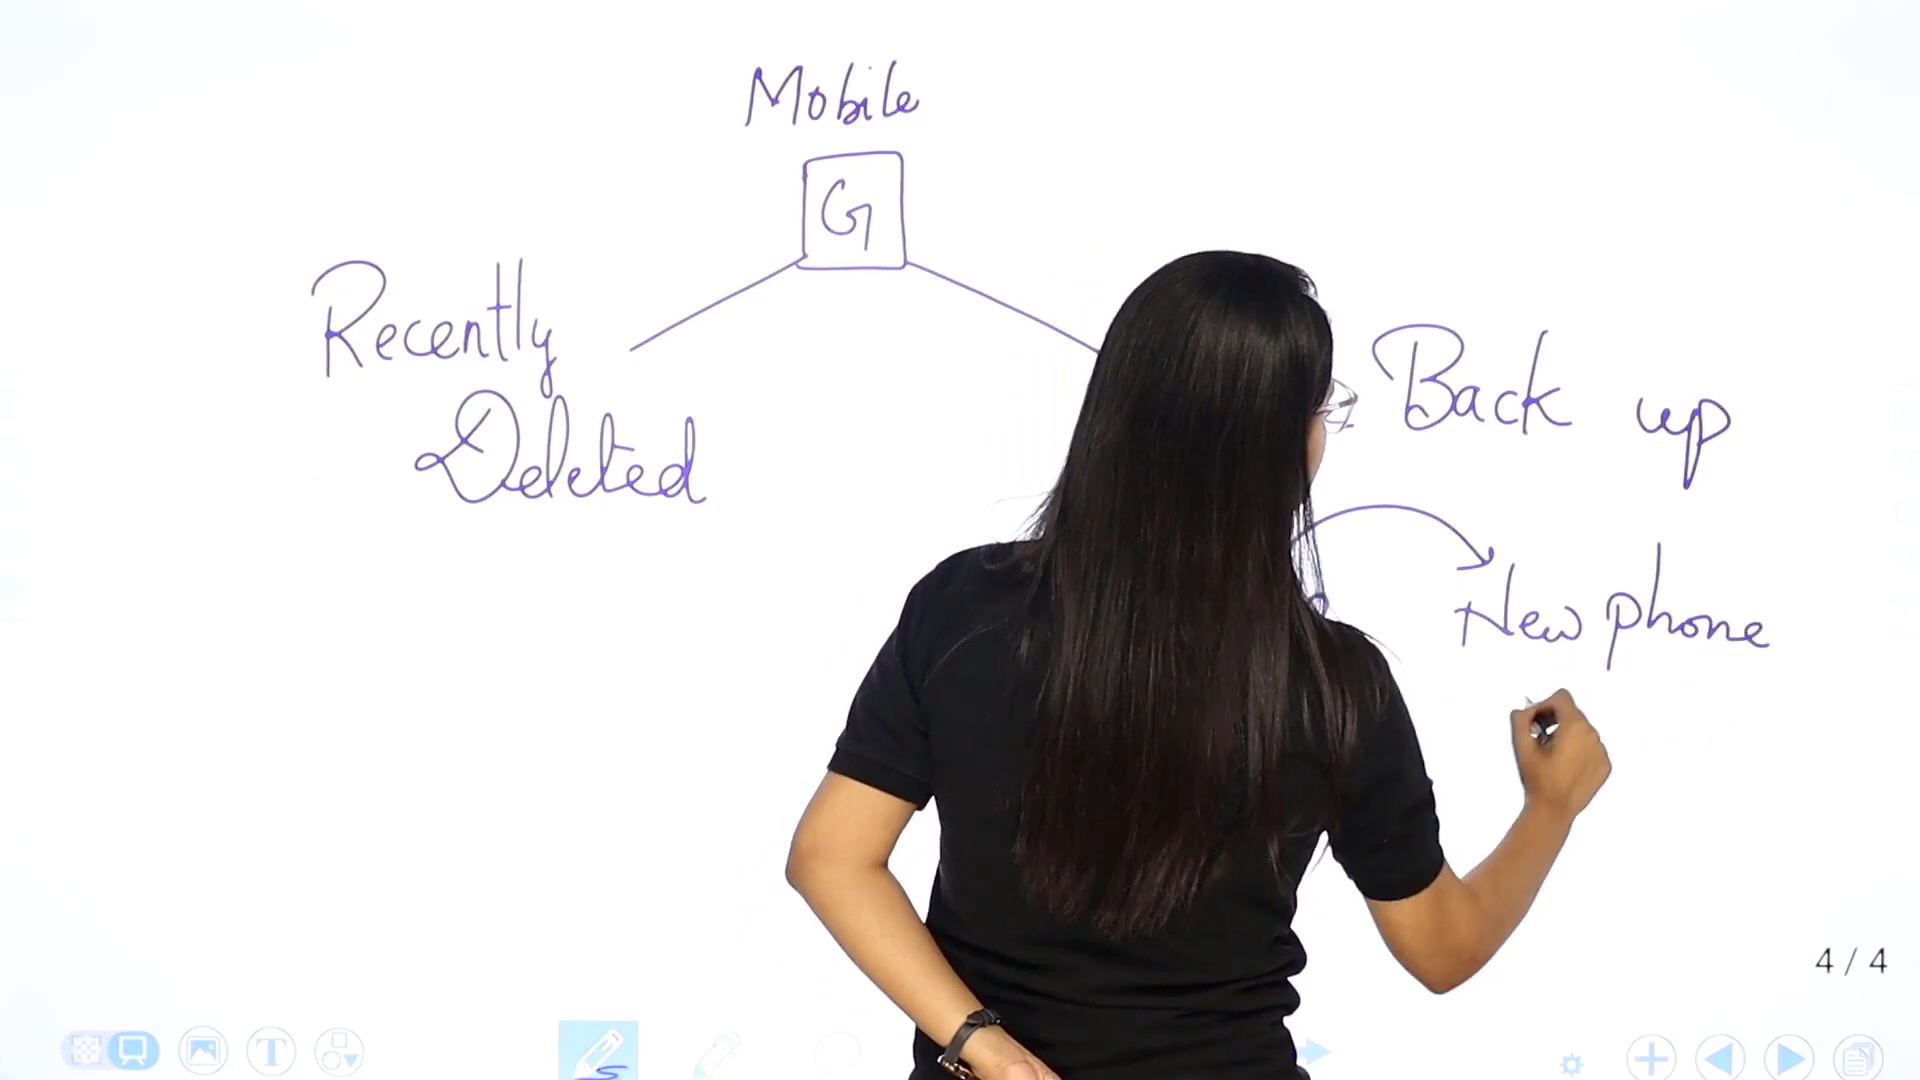 Mobile
G
Recently
Deleted
Back up
New phone
4 / 4
T